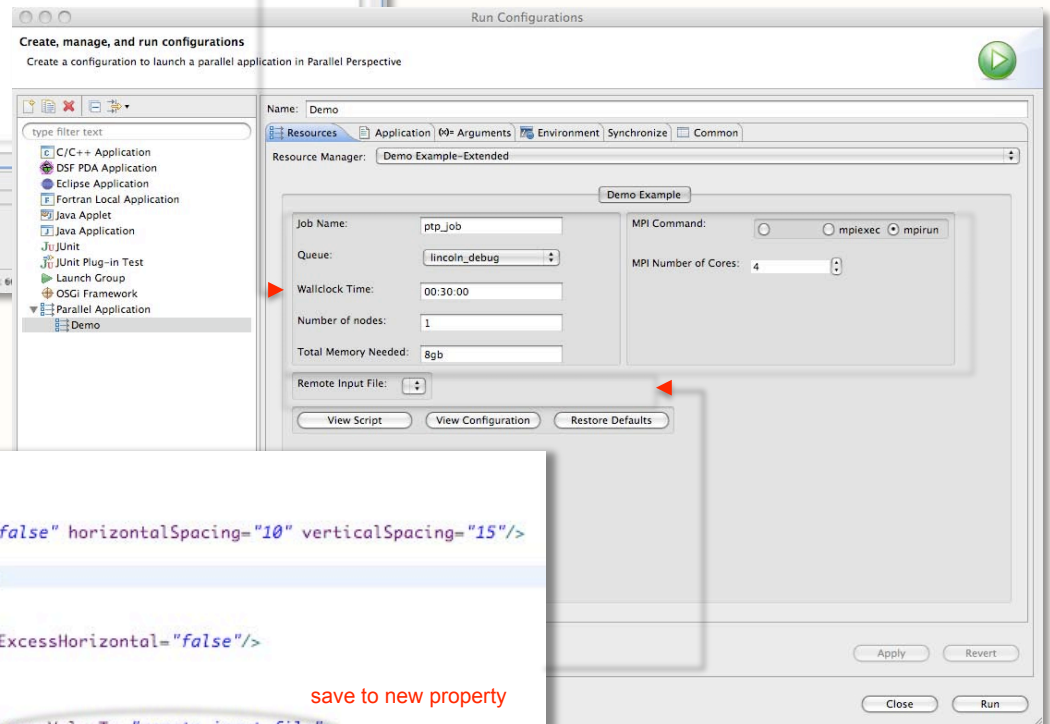 Run Configurations
Create, manage, and run configurations
Create a configuration to launch a parallel application in Parallel Perspective
Name: Demo
type filter text
Resources Application (x)= Arguments Environment Synchronize Common
Resource Manager: Demo Example-Extended
C/C++ Application
DSF PDA Application
Eclipse Application
Fortran Local Application
Java Applet
Java Application
JUnit
JUnit Plug-in Test
Launch Group
OSGi Framework
Parallel Application
Demo
Demo Example
Job Name: ptp_job
Queue: lincoln_debug
Wallclock Time: 00:30:00
Number of nodes: 1
Total Memory Needed: 8gb
MPI Command: mpiexec mpirun
MPI Number of Cores: 4
Remote Input File:
View Script View Configuration Restore Defaults
false" horizontalSpacing="10" verticalSpacing="15"/>
ExcessHorizontal="false"/>
save to new property
Apply Revert
Close Run